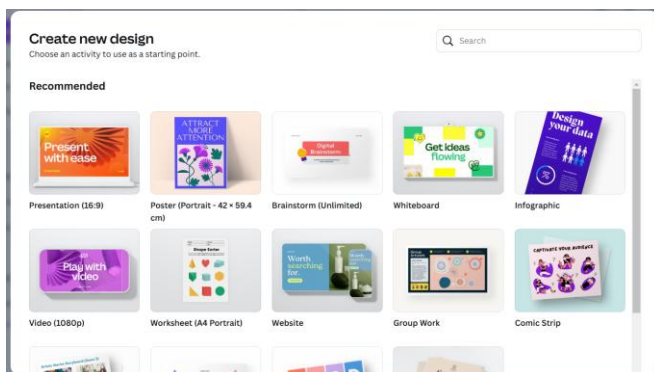 Create new design
Choose an activity to use as a starting point.
Search
Recommended
Present
with ease
ATTRACT
MORE
ATTENTION
Digital
Brainstorm
Get ideas
flowing
Design
your data
Presentation (16:9)
Poster (Portrait - 42 × 59.4
cm)
Brainstorm (Unlimited)
Whiteboard
Infographic
Play with
video
Shape Sorter
Worth
searching
for.
CAPTIVATE YOUR AUDIENCE
Video (1080p)
Worksheet (A4 Portrait)
Website
Group Work
Comic Strip